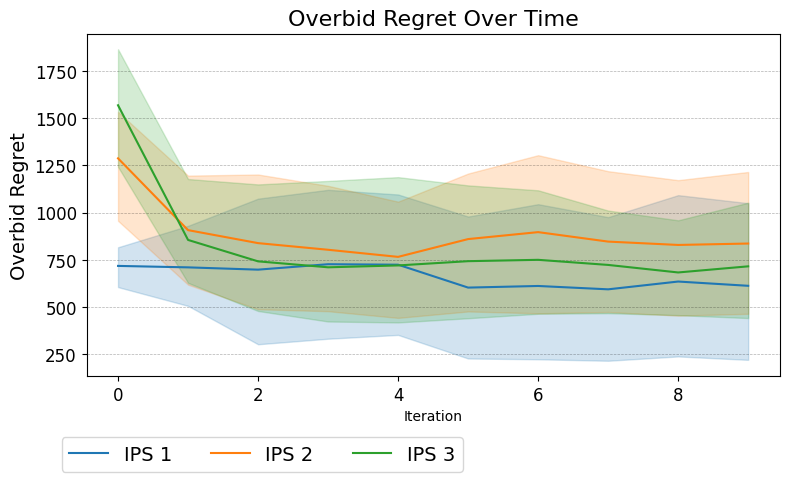 Overbid Regret Over Time
Overbid Regret
1750
1500
1250
1000
750
500
250
0 2 4 6 8
Iteration
IPS 1 IPS 2 IPS 3